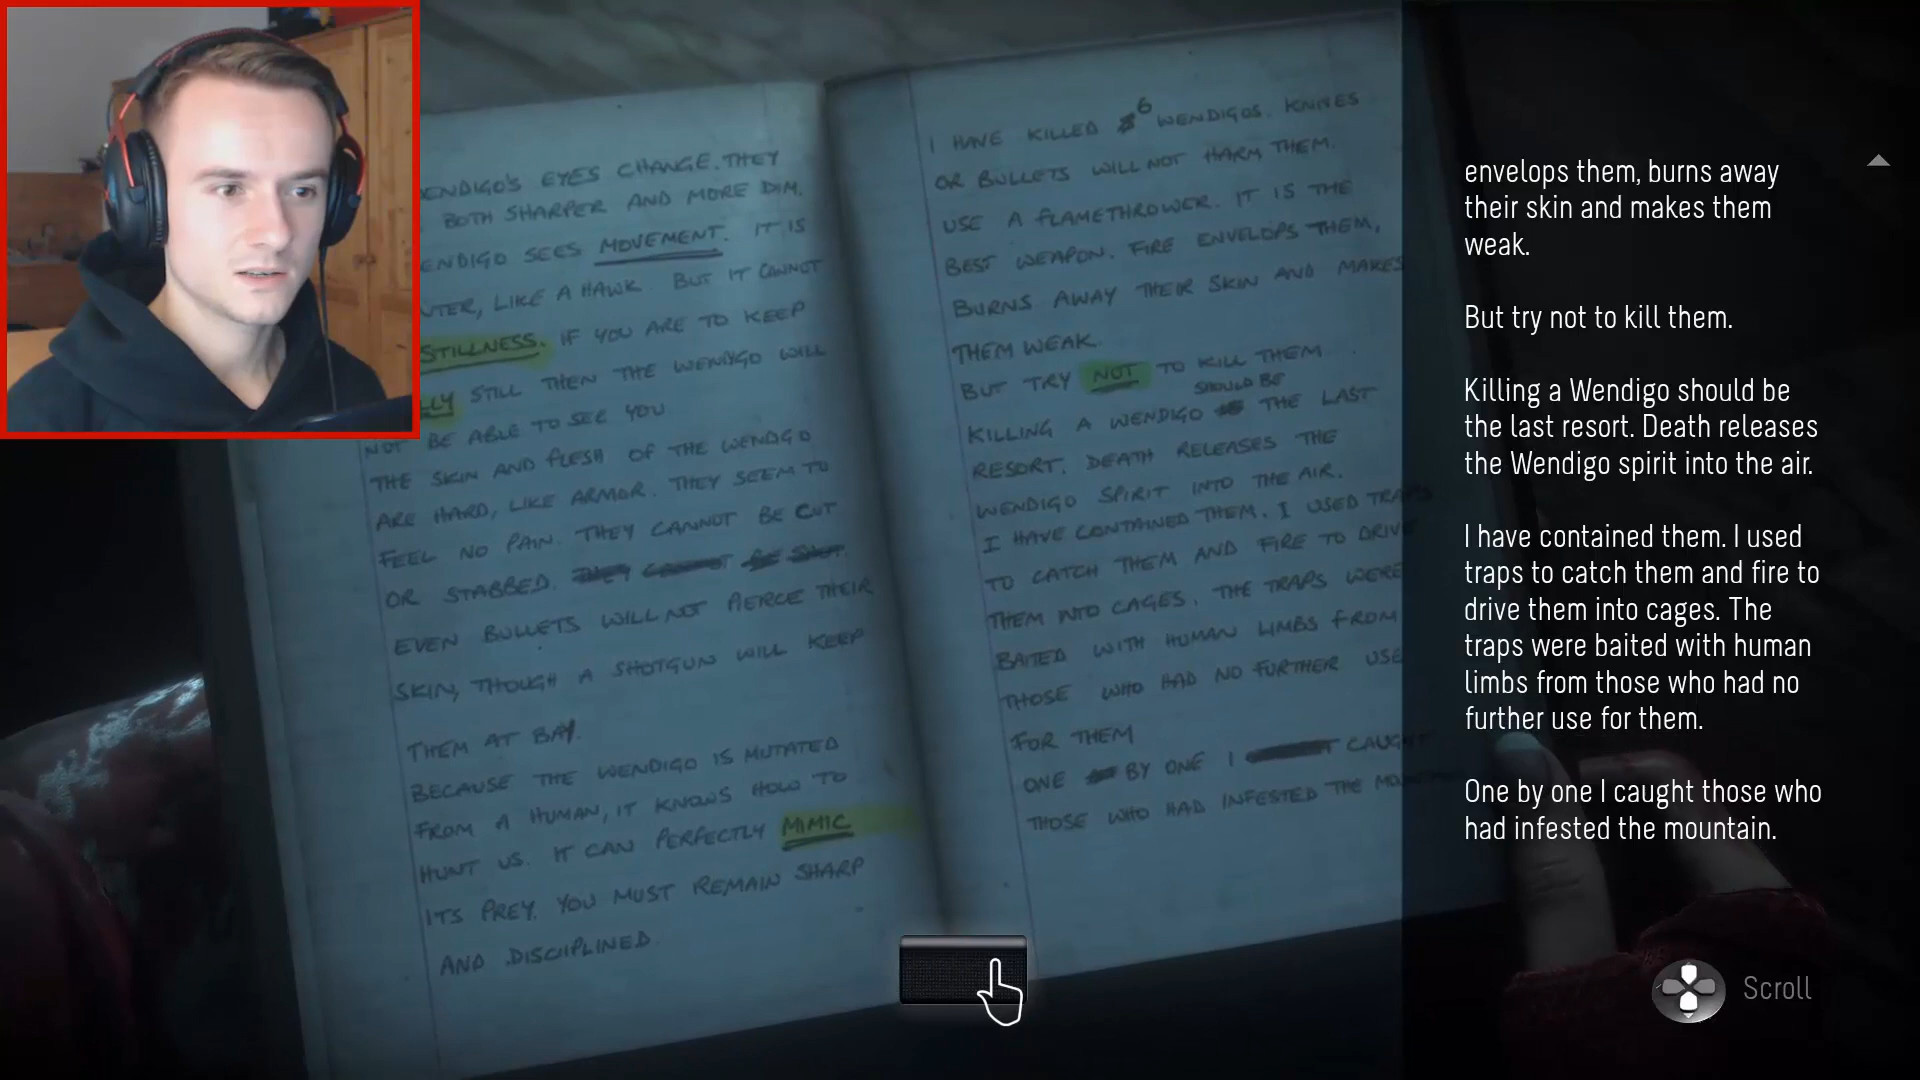 ENDIGO'S EYES CHANGE. THEY
BOTH SHARPER AND MORE DIM.
ENDIGO SEES MOVEMENT. IT IS
UTER, LIKE A HAWK. BUT IT CANNOT
STILLNESS. IF YOU ARE TO KEEP
LLY STILL THEN THE WENDIGO WILL
NOT BE ABLE TO SEE YOU
THE SKIN AND FLESH OF THE WENDIGO
ARE HARD, LIKE ARMOR. THEY SEEM TO
FEEL NO PAIN. THEY CANNOT BE CUT
OR STABBED. THEY CANNOT BE SHOT.
EVEN BULLETS WILL NOT PIERCE THEIR
SKIN, THOUGH A SHOTGUN WILL KEEP
THEM AT BAY.
BECAUSE THE WENDIGO IS MUTATED
FROM A HUMAN, IT KNOWS HOW TO
HUNT US. IT CAN PERFECTLY MIMIC
ITS PREY. YOU MUST REMAIN SHARP
AND DISCIPLINED.
I HAVE KILLED 6 WENDIGOS. KNIVES
OR BULLETS WILL NOT HARM THEM.
USE A FLAMETHROWER. IT IS THE
BEST WEAPON. FIRE ENVELOPS THEM,
BURNS AWAY THEIR SKIN AND MAKES
THEM WEAK.
BUT TRY NOT TO KILL THEM.
SHOULD BE
KILLING A WENDIGO THE LAST
RESORT. DEATH RELEASES THE
WENDIGO SPIRIT INTO THE AIR.
I HAVE CONTAINED THEM. I USED TRAPS
TO CATCH THEM AND FIRE TO DRIVE
THEM INTO CAGES. THE TRAPS WERE
BAITED WITH HUMAN LIMBS FROM
THOSE WHO HAD NO FURTHER USE
FOR THEM
ONE BY ONE I CAUGHT
THOSE WHO HAD INFESTED THE MO
envelops them, burns away
their skin and makes them
weak.
But try not to kill them.
Killing a Wendigo should be
the last resort. Death releases
the Wendigo spirit into the air.
I have contained them. I used
traps to catch them and fire to
drive them into cages. The
traps were baited with human
limbs from those who had no
further use for them.
One by one I caught those who
had infested the mountain.
Scroll